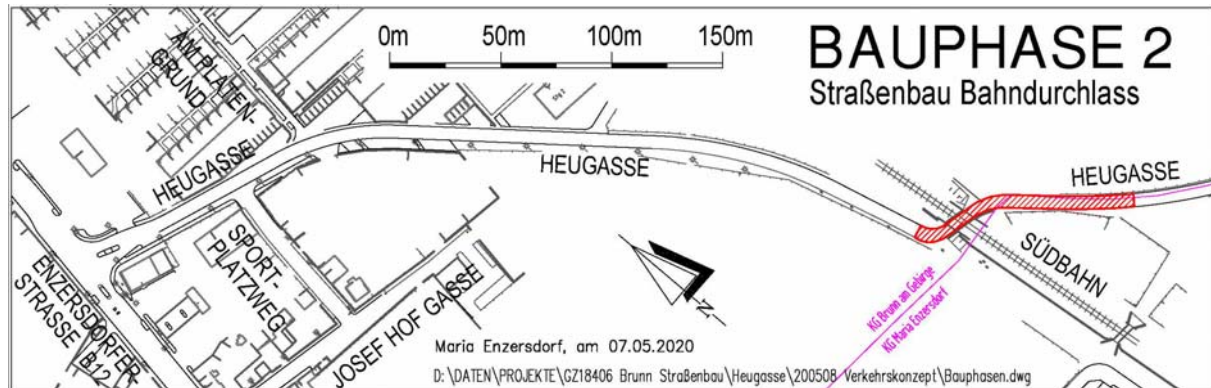 0m 50m 100m 150m
BAUPHASE 2
Straßenbau Bahndurchlass
AM PLATEN-
GRUND
HEUGASSE
HEUGASSE
HEUGASSE
SPORT-
PLATZWEG
ENZERSDORFER-
STRASSE B12
JOSEF HOF GASSE
SÜDBAHN
KG Brunn am Gebirge
KG Maria Enzersdorf
N
Maria Enzersdorf, am 07.05.2020
D:\DATEN\PROJEKTE\GZ18406 Brunn Straßenbau\Heugasse\200508 Verkehrskonzept\Bauphasen.dwg